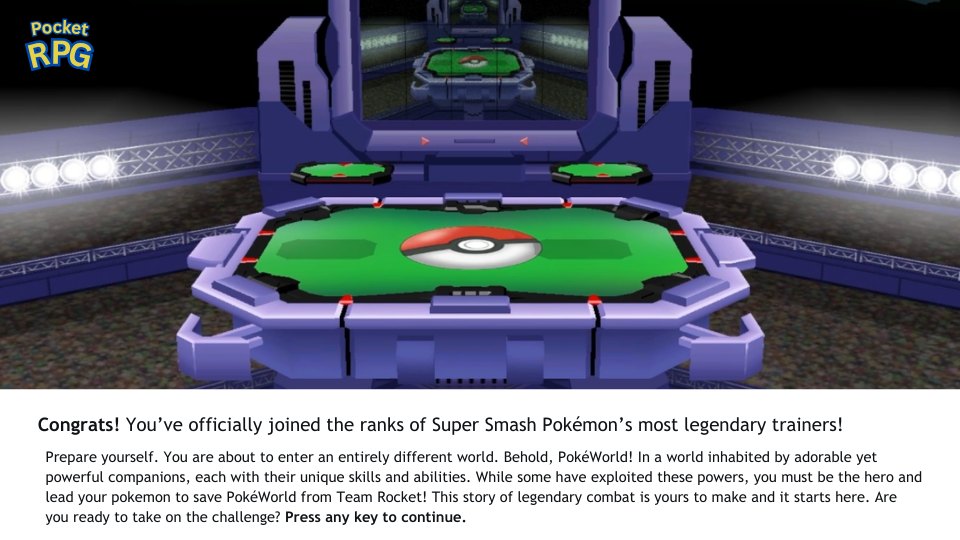 Pocket
RPG
Congrats! You’ve officially joined the ranks of Super Smash Pokémon’s most legendary trainers!
Prepare yourself. You are about to enter an entirely different world. Behold, PokéWorld! In a world inhabited by adorable yet
powerful companions, each with their unique skills and abilities. While some have exploited these powers, you must be the hero and
lead your pokemon to save PokéWorld from Team Rocket! This story of legendary combat is yours to make and it starts here. Are
you ready to take on the challenge? Press any key to continue.